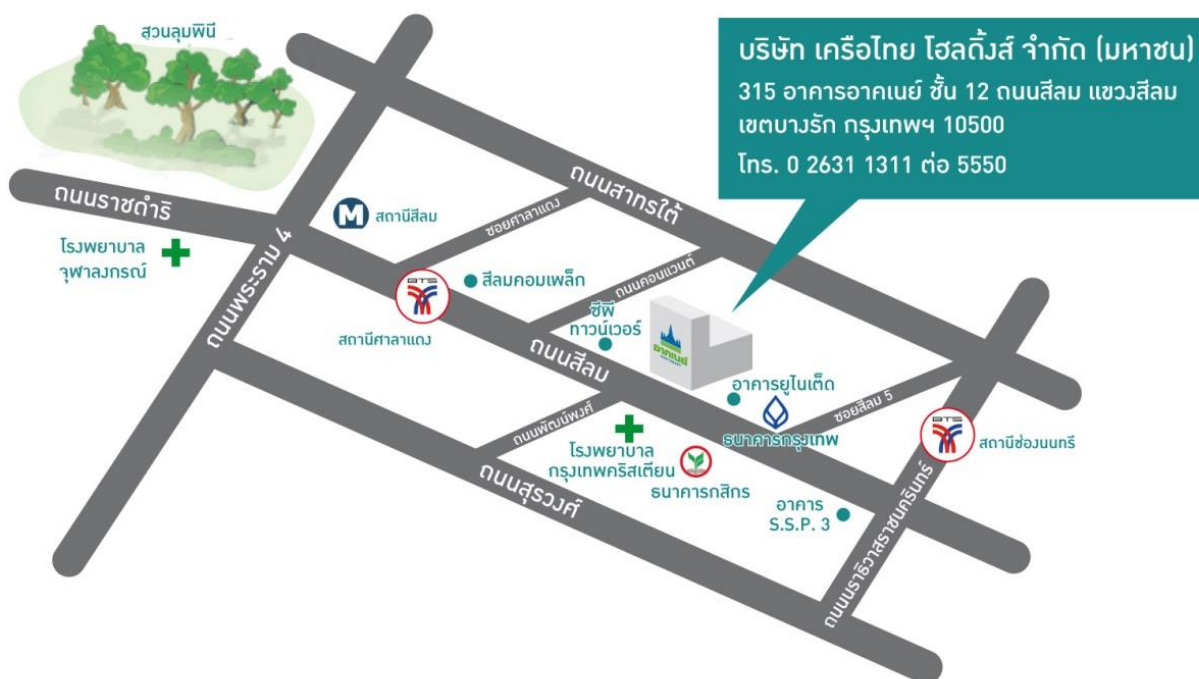 สวนลุมพินี
บริษัท เครือไทย โฮลดิ้งส์ จำกัด (มหาชน)
315 อาคารอาคเนย์ ชั้น 12 ถนนสีลม แขวงสีลม
เขตบางรัก กรุงเทพฯ 10500
โทร. 0 2631 1311 ต่อ 5550
ถนนราชดำริ
ถนนสาทรใต้
M
สถานีสีลม
ซอยศาลาแดง
โรงพยาบาล
จุฬาลงกรณ์
ถนนพระราม 4
BTS
สถานีศาลาแดง
สีลมคอมเพล็ก
ถนนคอนแวนต์
ซีพี
ทาวน์เวอร์
อาคเนย์
ถนนสีลม
อาคารยูไนเต็ด
ธนาคารกรุงเทพ
ซอยสีลม 5
BTS
สถานีช่องนนทรี
ถนนพัฒน์พงศ์
โรงพยาบาล
กรุงเทพคริสเตียน
ธนาคารกสิกร
ถนนสุรวงศ์
อาคาร
S.S.P. 3
ถนนนราธิวาสราชนครินทร์